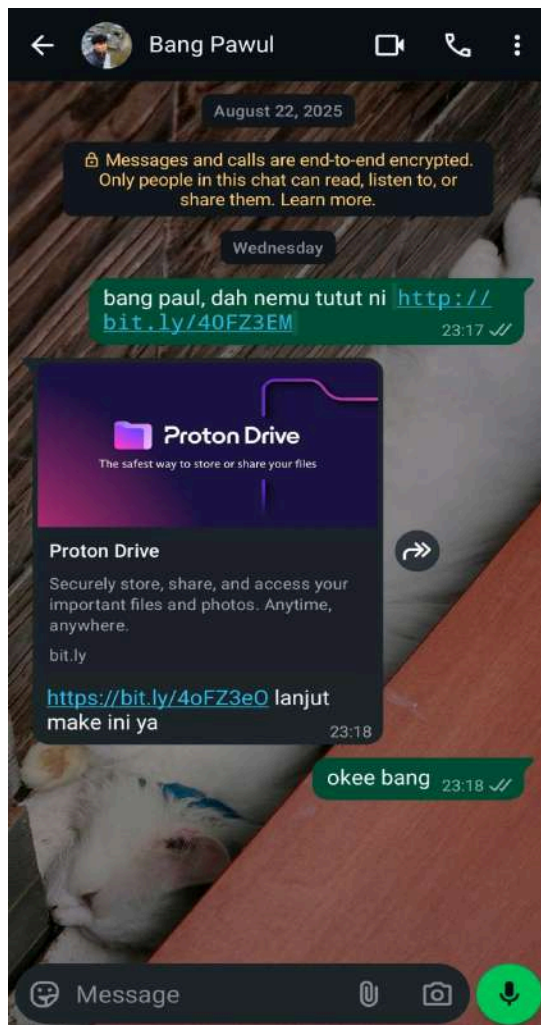 Bang Pawul
August 22, 2025
Messages and calls are end-to-end encrypted.
Only people in this chat can read, listen to, or
share them. Learn more.
Wednesday
bang paul, dah nemu tutut ni http://
bit.ly/4OFZ3EM
23:17
Proton Drive
The safest way to store or share your files
Proton Drive
Securely store, share, and access your
important files and photos. Anytime,
anywhere.
bit.ly
https://bit.ly/4oFZ3eO lanjut
make ini ya
23:18
okee bang 23:18
Message